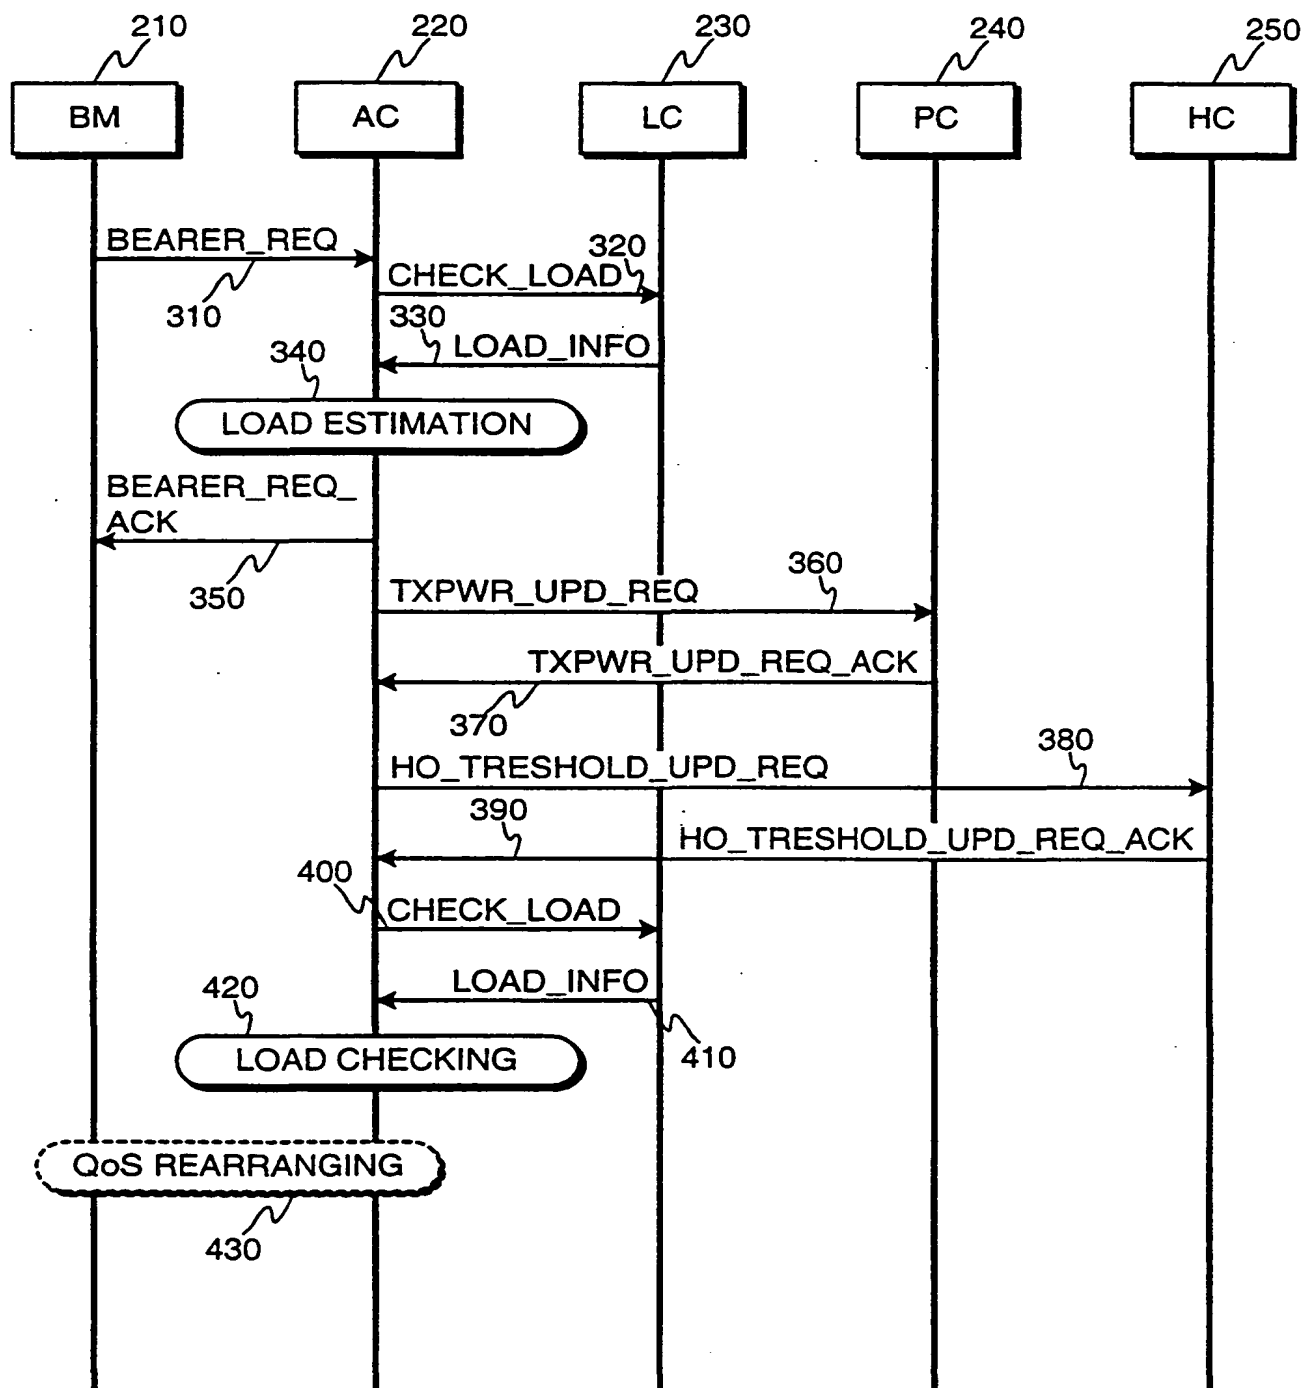 210
220
230
240
250
BM
AC
LC
PC
HC
BEARER_REQ
310
CHECK_LOAD
320
330
LOAD_INFO
340
LOAD ESTIMATION
BEARER_REQ_
ACK
350
TXPWR_UPD_REQ
360
TXPWR_UPD_REQ_ACK
370
HO_TRESHOLD_UPD_REQ
380
390
HO_TRESHOLD_UPD_REQ_ACK
400
CHECK_LOAD
LOAD_INFO
410
420
LOAD CHECKING
QoS REARRANGING
430